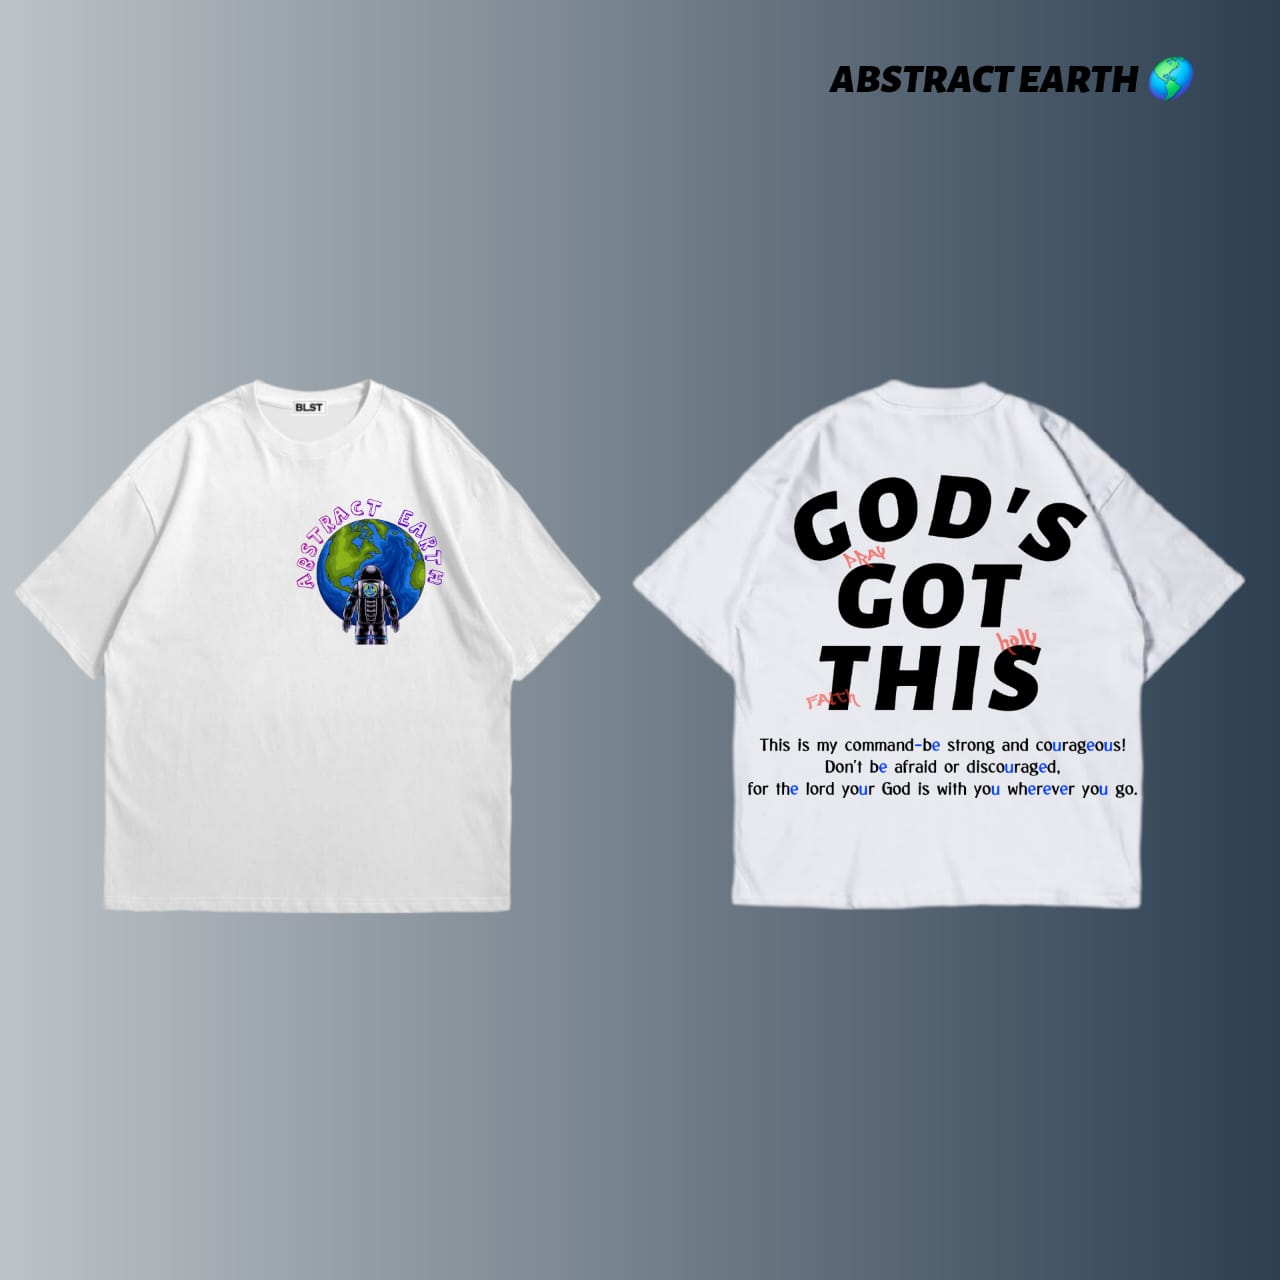 ABSTRACT EARTH
BLST
ABSTRACT EARTH
GOD'S
PRAY
GOT
holy
THIS
FAITH
This is my command-be strong and courageous!
Don't be afraid or discouraged,
for the lord your God is with you wherever you go.